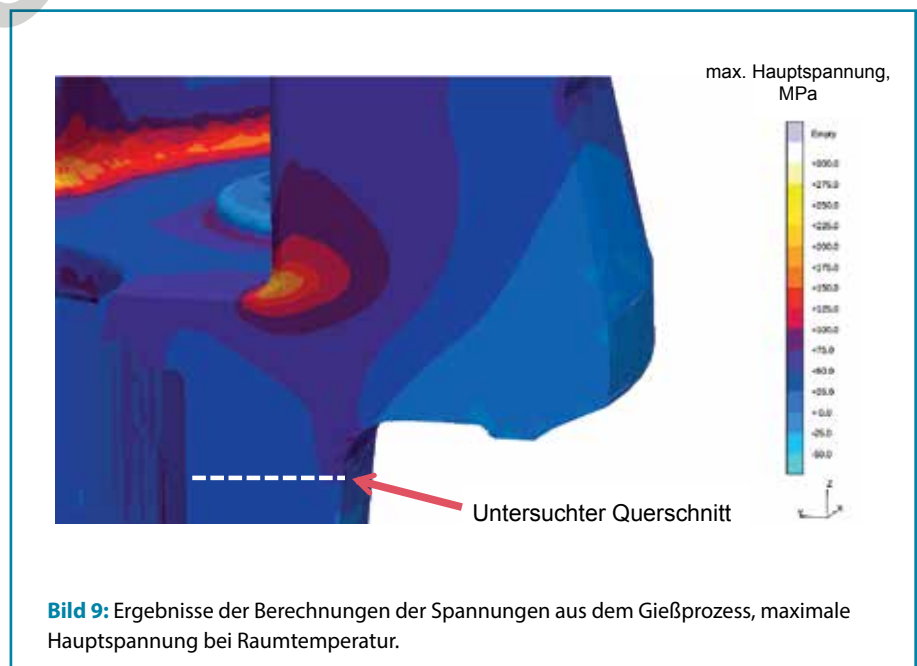 max. Hauptspannung,
MPa
Empty
+300.0
+275.0
+250.0
+225.0
+200.0
+175.0
+150.0
+125.0
+100.0
+75.0
+50.0
+25.0
+0.0
-25.0
-50.0
Z
Y
X
Untersuchter Querschnitt
Bild 9: Ergebnisse der Berechnungen der Spannungen aus dem Gießprozess, maximale
Hauptspannung bei Raumtemperatur.